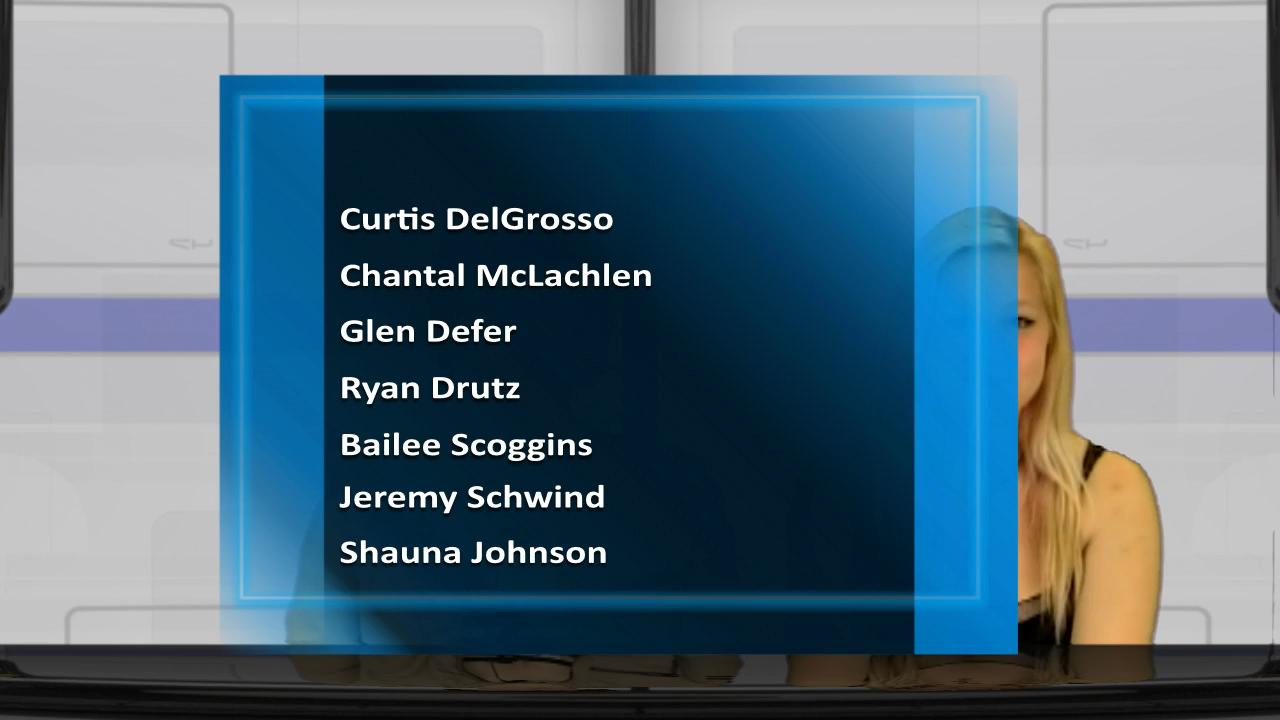 Curtis DelGrosso
Chantal McLachlen
Glen Defer
Ryan Drutz
Bailee Scoggins
Jeremy Schwind
Shauna Johnson